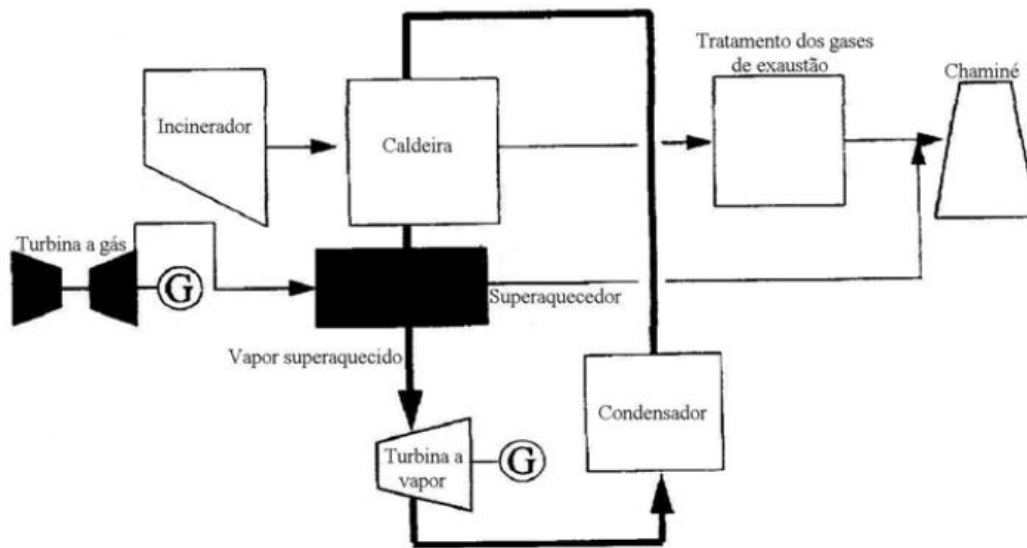 Tratamento dos gases
de exaustão
Chaminé
Incinerador
Caldeira
Turbina a gás
G
Superaquecedor
Vapor superaquecido
Condensador
Turbina a
vapor
G